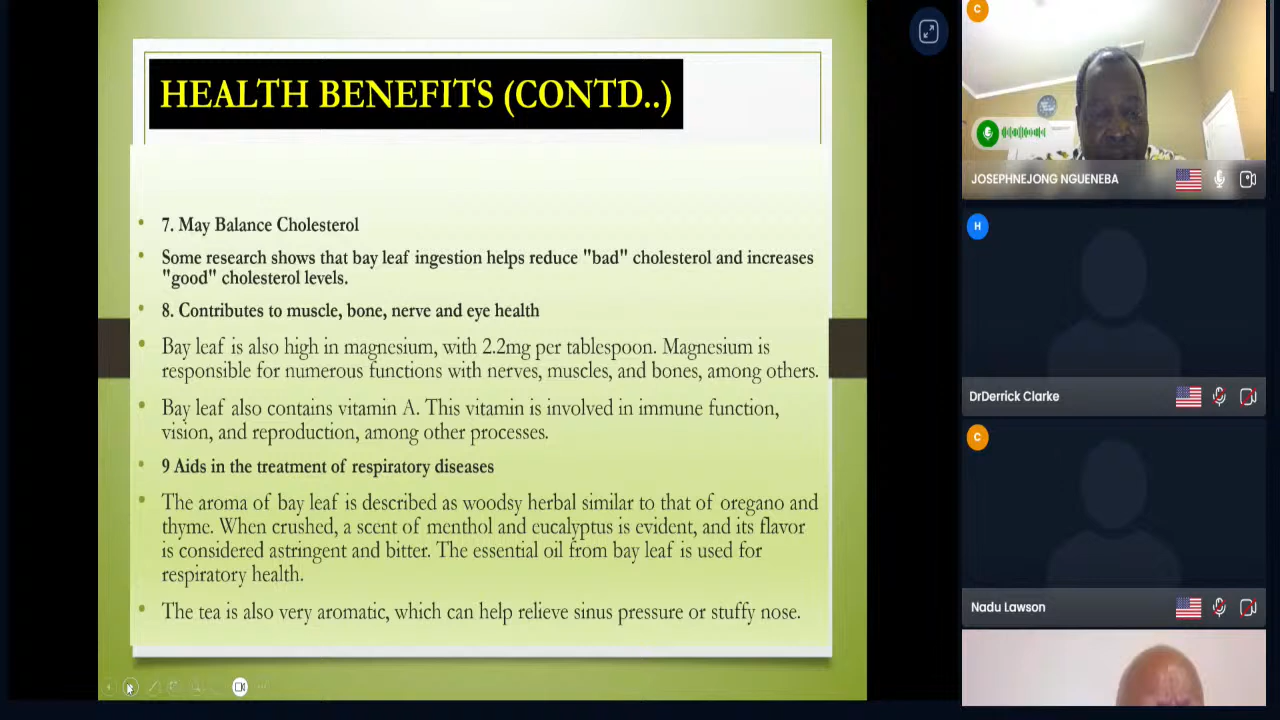 HEALTH BENEFITS (CONTD..)
• 7. May Balance Cholesterol
• Some research shows that bay leaf ingestion helps reduce "bad" cholesterol and increases
"good" cholesterol levels.
• 8. Contributes to muscle, bone, nerve and eye health
• Bay leaf is also high in magnesium, with 2.2mg per tablespoon. Magnesium is
responsible for numerous functions with nerves, muscles, and bones, among others.
• Bay leaf also contains vitamin A. This vitamin is involved in immune function,
vision, and reproduction, among other processes.
• 9 Aids in the treatment of respiratory diseases
• The aroma of bay leaf is described as woodsy herbal similar to that of oregano and
thyme. When crushed, a scent of menthol and eucalyptus is evident, and its flavor
is considered astringent and bitter. The essential oil from bay leaf is used for
respiratory health.
• The tea is also very aromatic, which can help relieve sinus pressure or stuffy nose.
C
JOSEPHNEJONG NGUENEBA
H
DrDerrick Clarke
C
Nadu Lawson